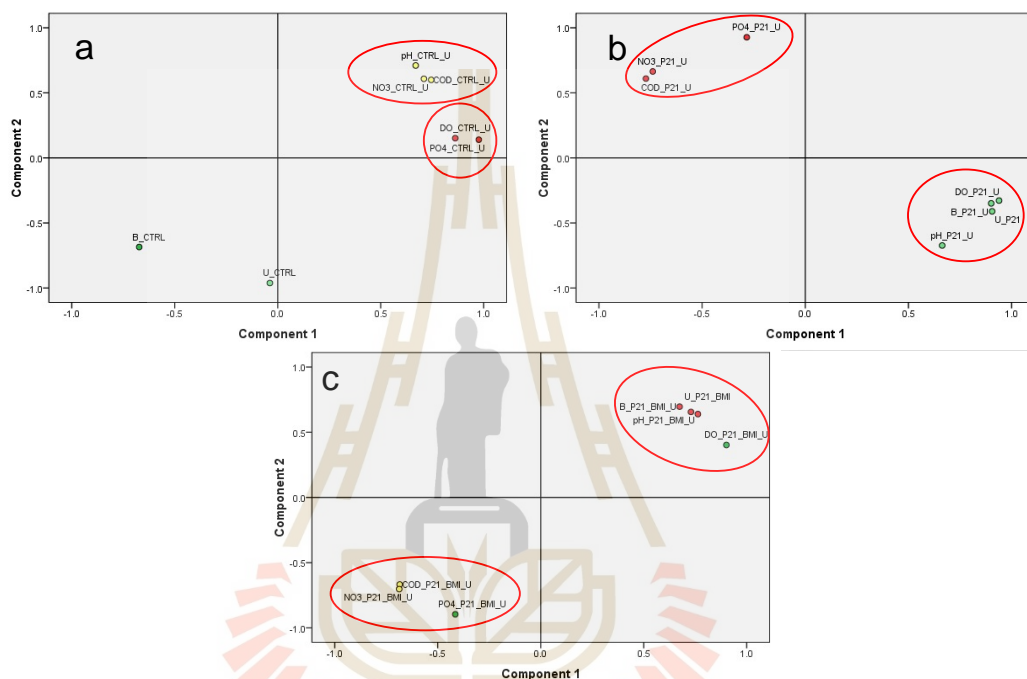 a
1.0
0.5
0.0
-0.5
-1.0
Component 2
pH_CTRL_U
NO3_CTRL_U
COD_CTRL_U
DO_CTRL_U
PO4_CTRL_U
B_CTRL
U_CTRL
-1.0 -0.5 0.0 0.5 1.0
Component 1
b
1.0
0.5
0.0
-0.5
-1.0
Component 2
PO4_P21_U
NO3_P21_U
COD_P21_U
DO_P21_U
B_P21_U
U_P21
pH_P21_U
-1.0 -0.5 0.0 0.5 1.0
Component 1
c
1.0
0.5
0.0
-0.5
-1.0
Component 2
U_P21_BMI
B_P21_BMI_U
pH_P21_BMI_U
DO_P21_BMI_U
COD_P21_BMI_U
NO3_P21_BMI_U
PO4_P21_BMI_U
-1.0 -0.5 0.0 0.5 1.0
Component 1